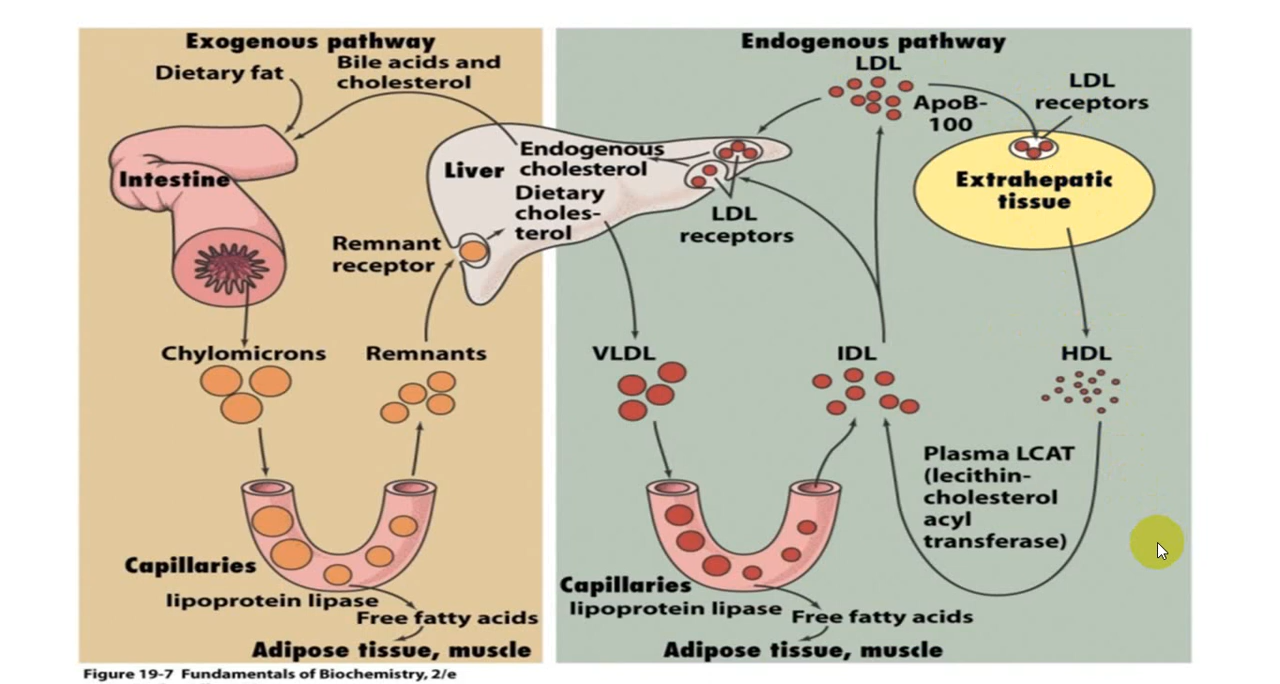 Exogenous pathway
Dietary fat
Bile acids and
cholesterol
Intestine
Liver
Endogenous
cholesterol
Dietary
choles-
terol
Remnant
receptor
Chylomicrons
Remnants
Capillaries
lipoprotein lipase
Free fatty acids
Adipose tissue, muscle
Endogenous pathway
LDL
ApoB-
100
LDL
receptors
Extrahepatic
tissue
LDL
receptors
VLDL
IDL
HDL
Plasma LCAT
(lecithin-
cholesterol
acyl
transferase)
Capillaries
lipoprotein lipase
Free fatty acids
Adipose tissue, muscle
Figure 19-7 Fundamentals of Biochemistry, 2/e